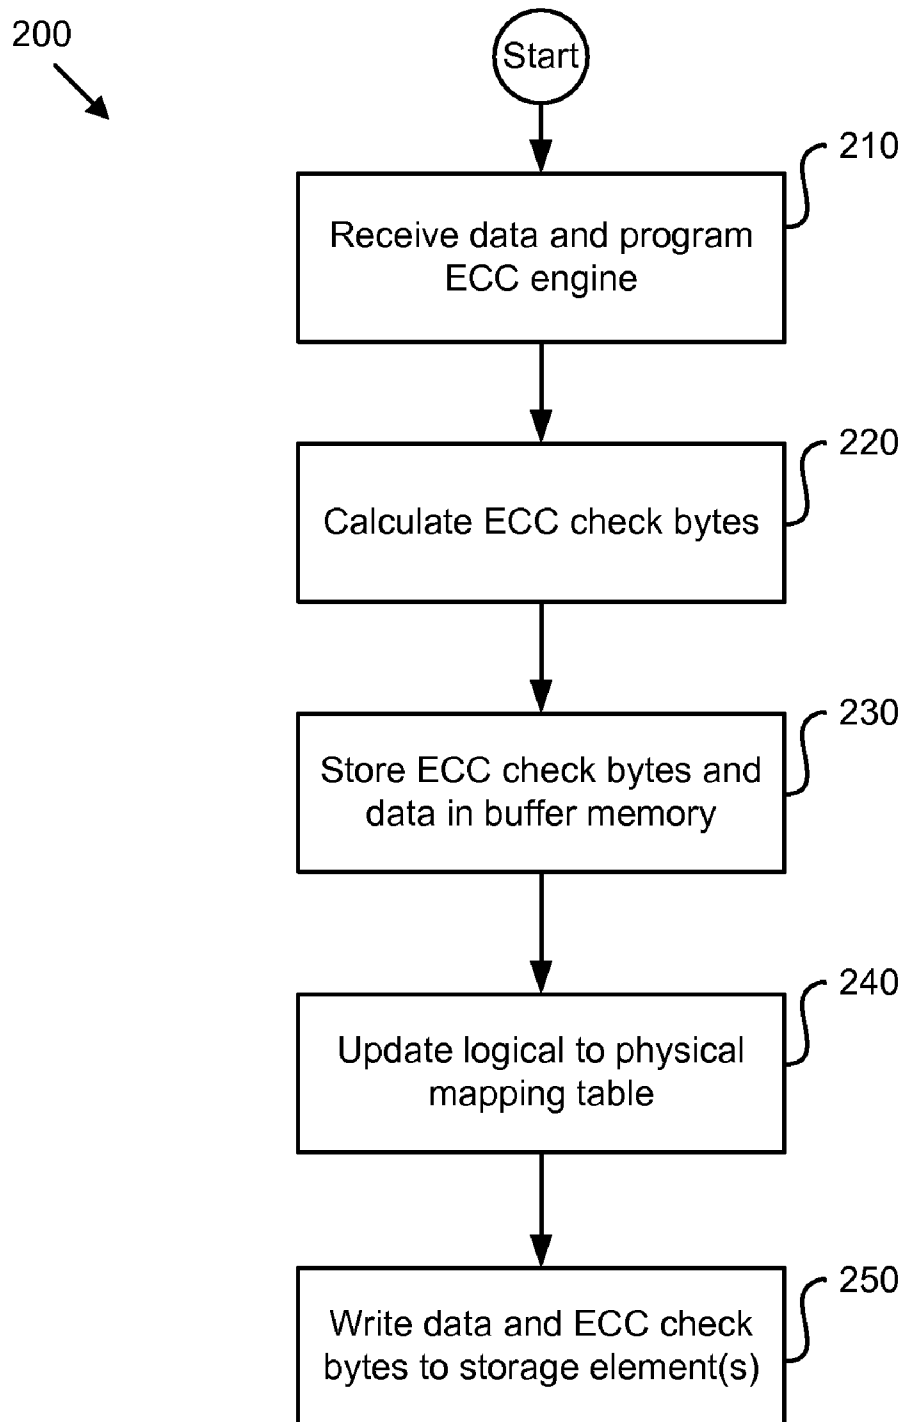 200
Start
210
Receive data and program
ECC engine
220
Calculate ECC check bytes
230
Store ECC check bytes and
data in buffer memory
240
Update logical to physical
mapping table
250
Write data and ECC check
bytes to storage element(s)